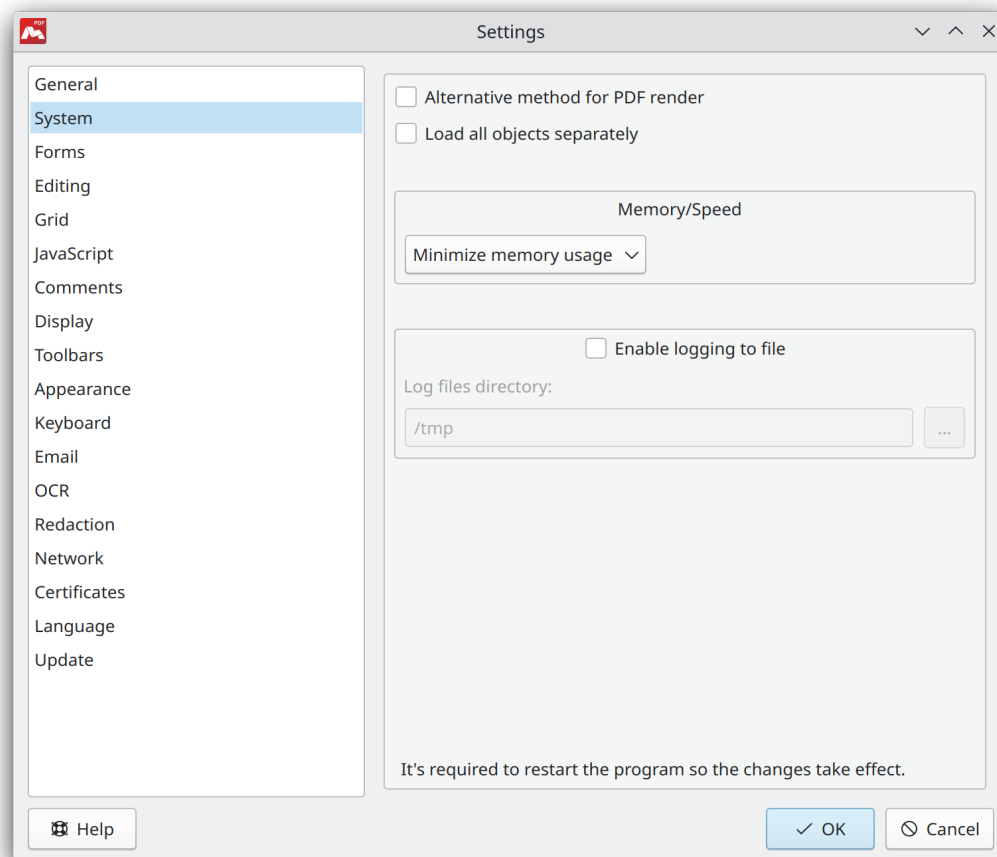 PDF
Settings
General
System
Forms
Editing
Grid
JavaScript
Comments
Display
Toolbars
Appearance
Keyboard
Email
OCR
Redaction
Network
Certificates
Language
Update
Alternative method for PDF render
Load all objects separately
Memory/Speed
Minimize memory usage
Enable logging to file
Log files directory:
/tmp
...
It's required to restart the program so the changes take effect.
Help
OK
Cancel